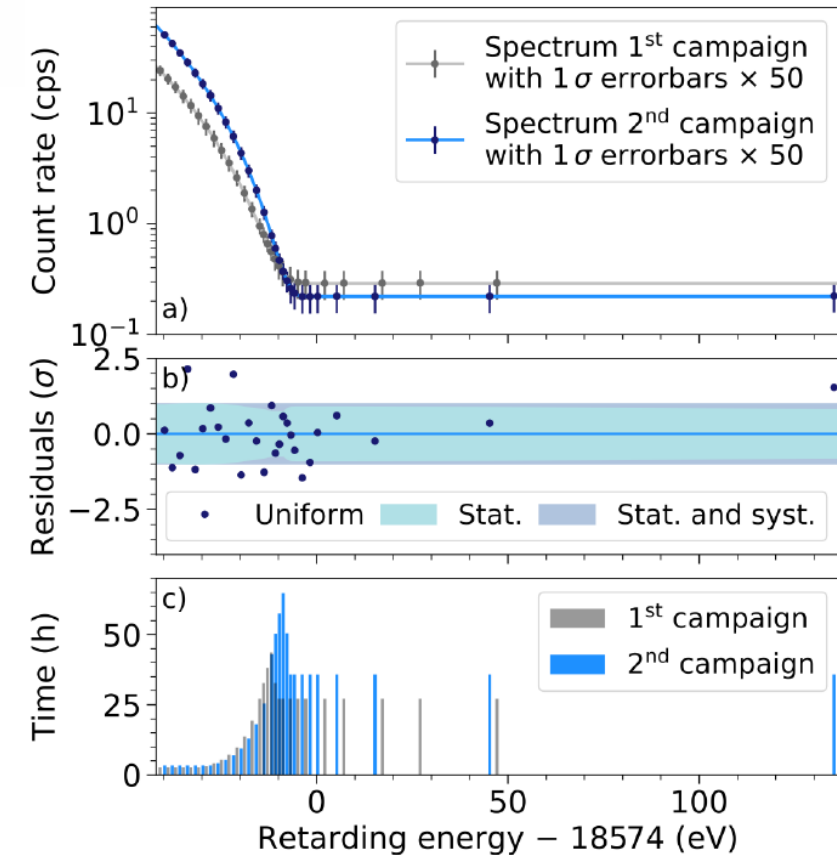 Count rate (cps)
10¹
10⁰
10⁻¹
a)
Spectrum 1ˢᵗ campaign
with 1 σ errorbars × 50
Spectrum 2ⁿᵈ campaign
with 1 σ errorbars × 50
Residuals (σ)
2.5
0.0
−2.5
b)
Uniform
Stat.
Stat. and syst.
Time (h)
50
25
0
c)
1ˢᵗ campaign
2ⁿᵈ campaign
0
50
100
Retarding energy − 18574 (eV)